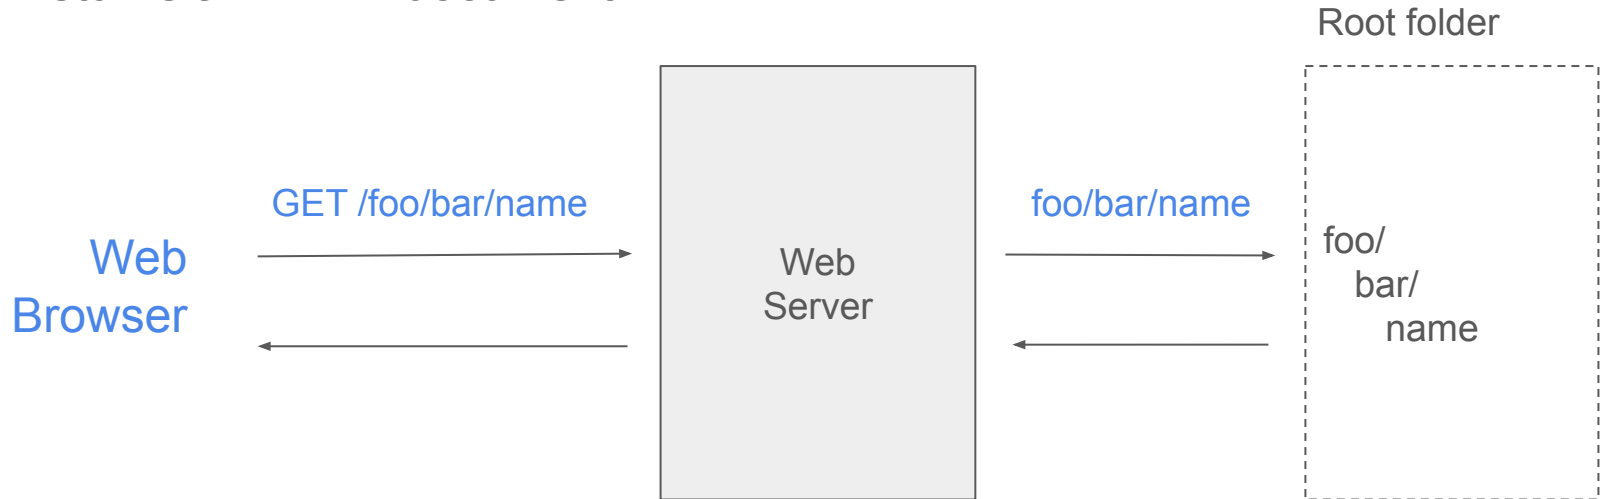 Root folder
GET /foo/bar/name
foo/bar/name
Web
Browser
Web
Server
foo/
bar/
name